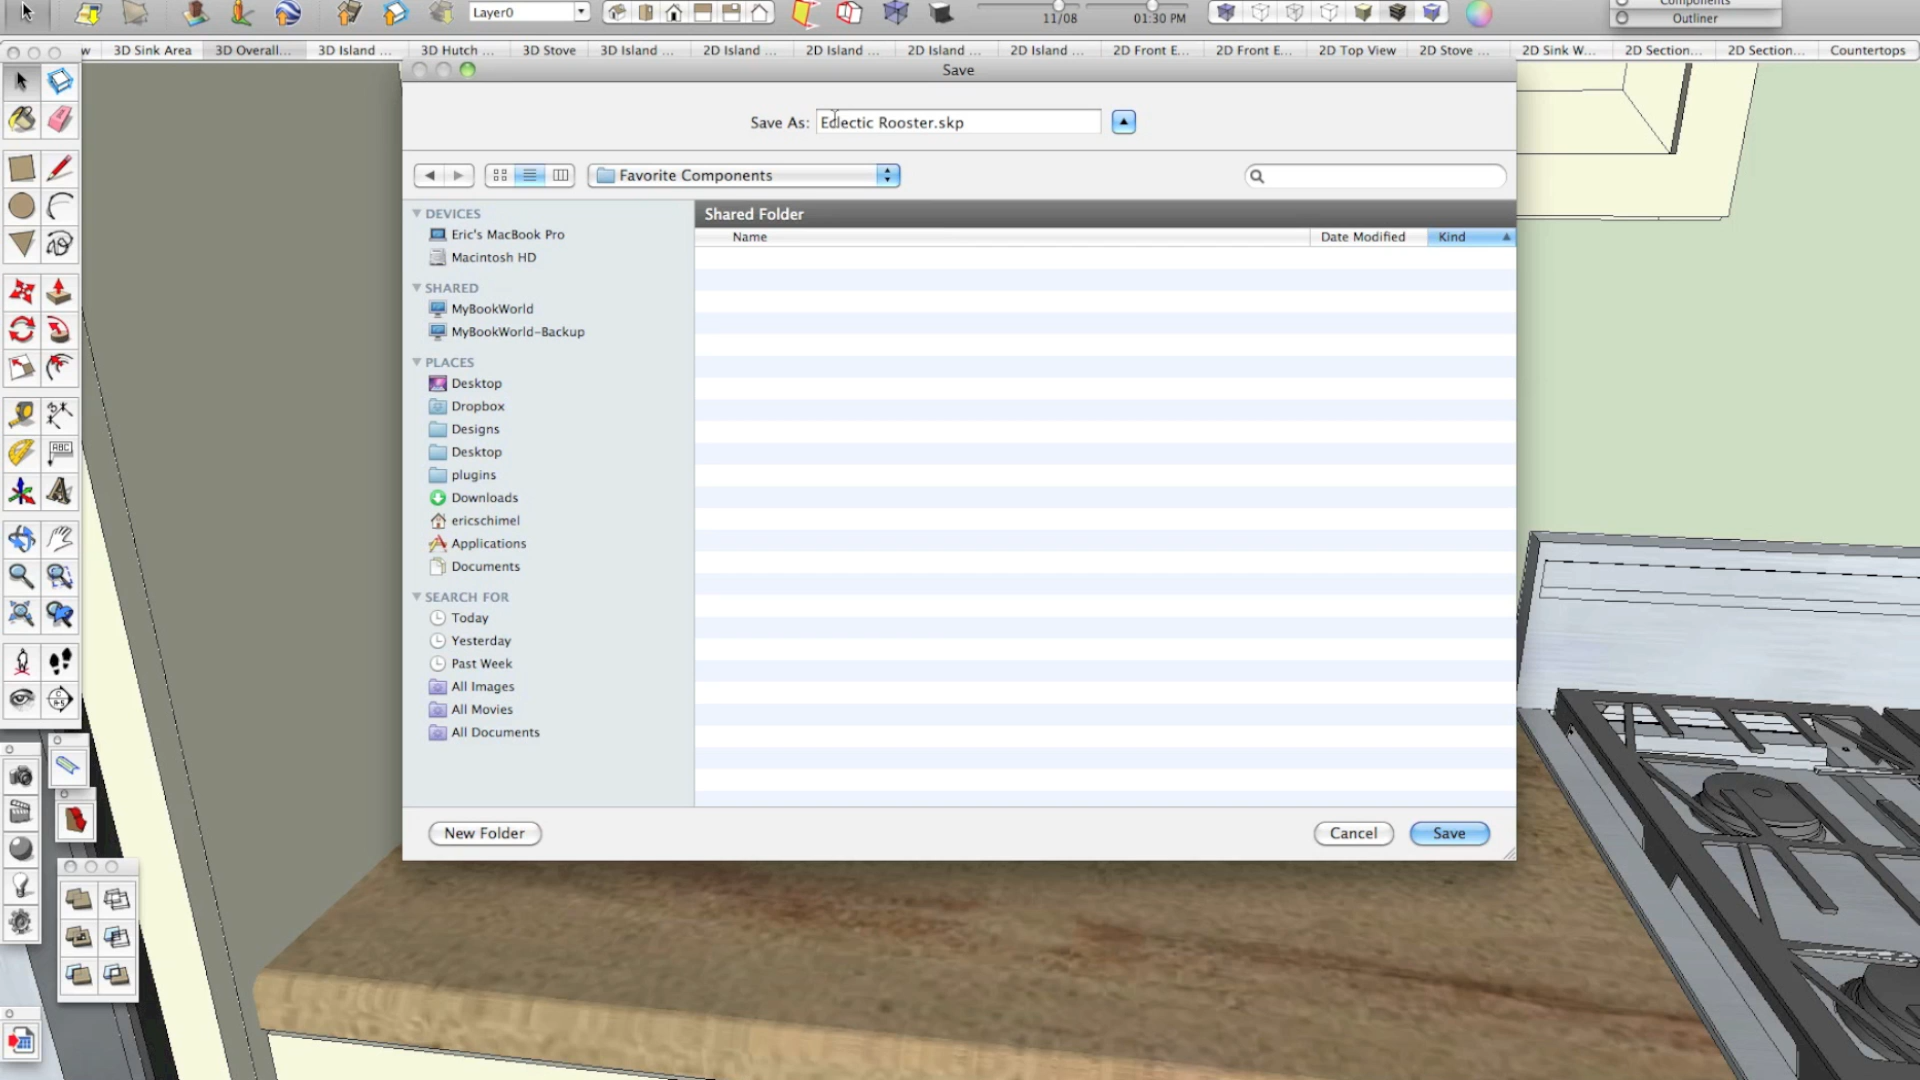 Layer0
11/08
01:30 PM
Components
Outliner
w
3D Sink Area
3D Overall...
3D Island ...
3D Hutch ...
3D Stove
3D Island ...
2D Island ...
2D Island ...
2D Island ...
2D Island ...
2D Front E...
2D Front E...
2D Top View
2D Stove ...
2D Sink W...
2D Section...
2D Section...
Countertops
Save
Save As:
Eclectic Rooster.skp
Favorite Components
DEVICES
Eric's MacBook Pro
Macintosh HD
SHARED
MyBookWorld
MyBookWorld-Backup
PLACES
Desktop
Dropbox
Designs
Desktop
plugins
Downloads
ericschimel
Applications
Documents
SEARCH FOR
Today
Yesterday
Past Week
All Images
All Movies
All Documents
Shared Folder
Name
Date Modified
Kind
New Folder
Cancel
Save
ABC
A